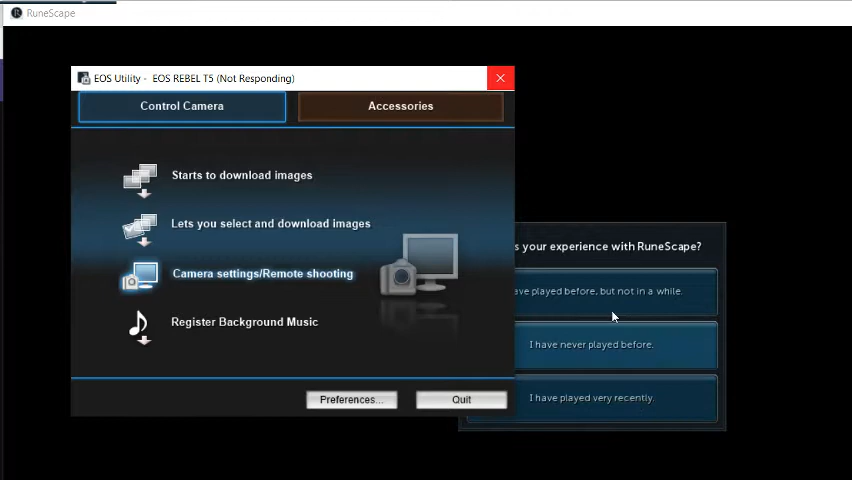 RuneScape
EOS Utility - EOS REBEL T5 (Not Responding)
Control Camera
Accessories
Starts to download images
Lets you select and download images
Camera settings/Remote shooting
Register Background Music
Preferences...
Quit
s your experience with RuneScape?
ave played before, but not in a while.
I have never played before.
I have played very recently.